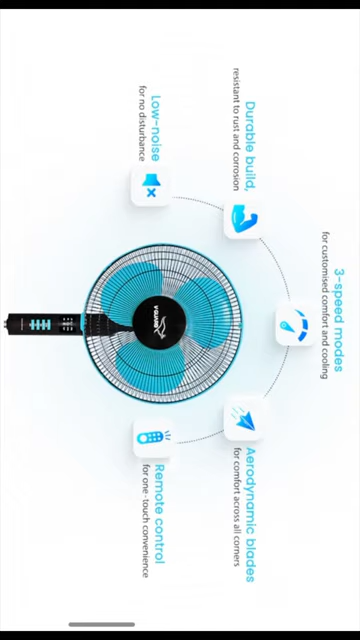 Low-noise
for no disturbance
Durable build,
resistant to rust and corrosion
3-speed modes
for customised comfort and cooling
Aerodynamic blades
for comfort across all corners
Remote control
for one-touch convenience
V-GUARD